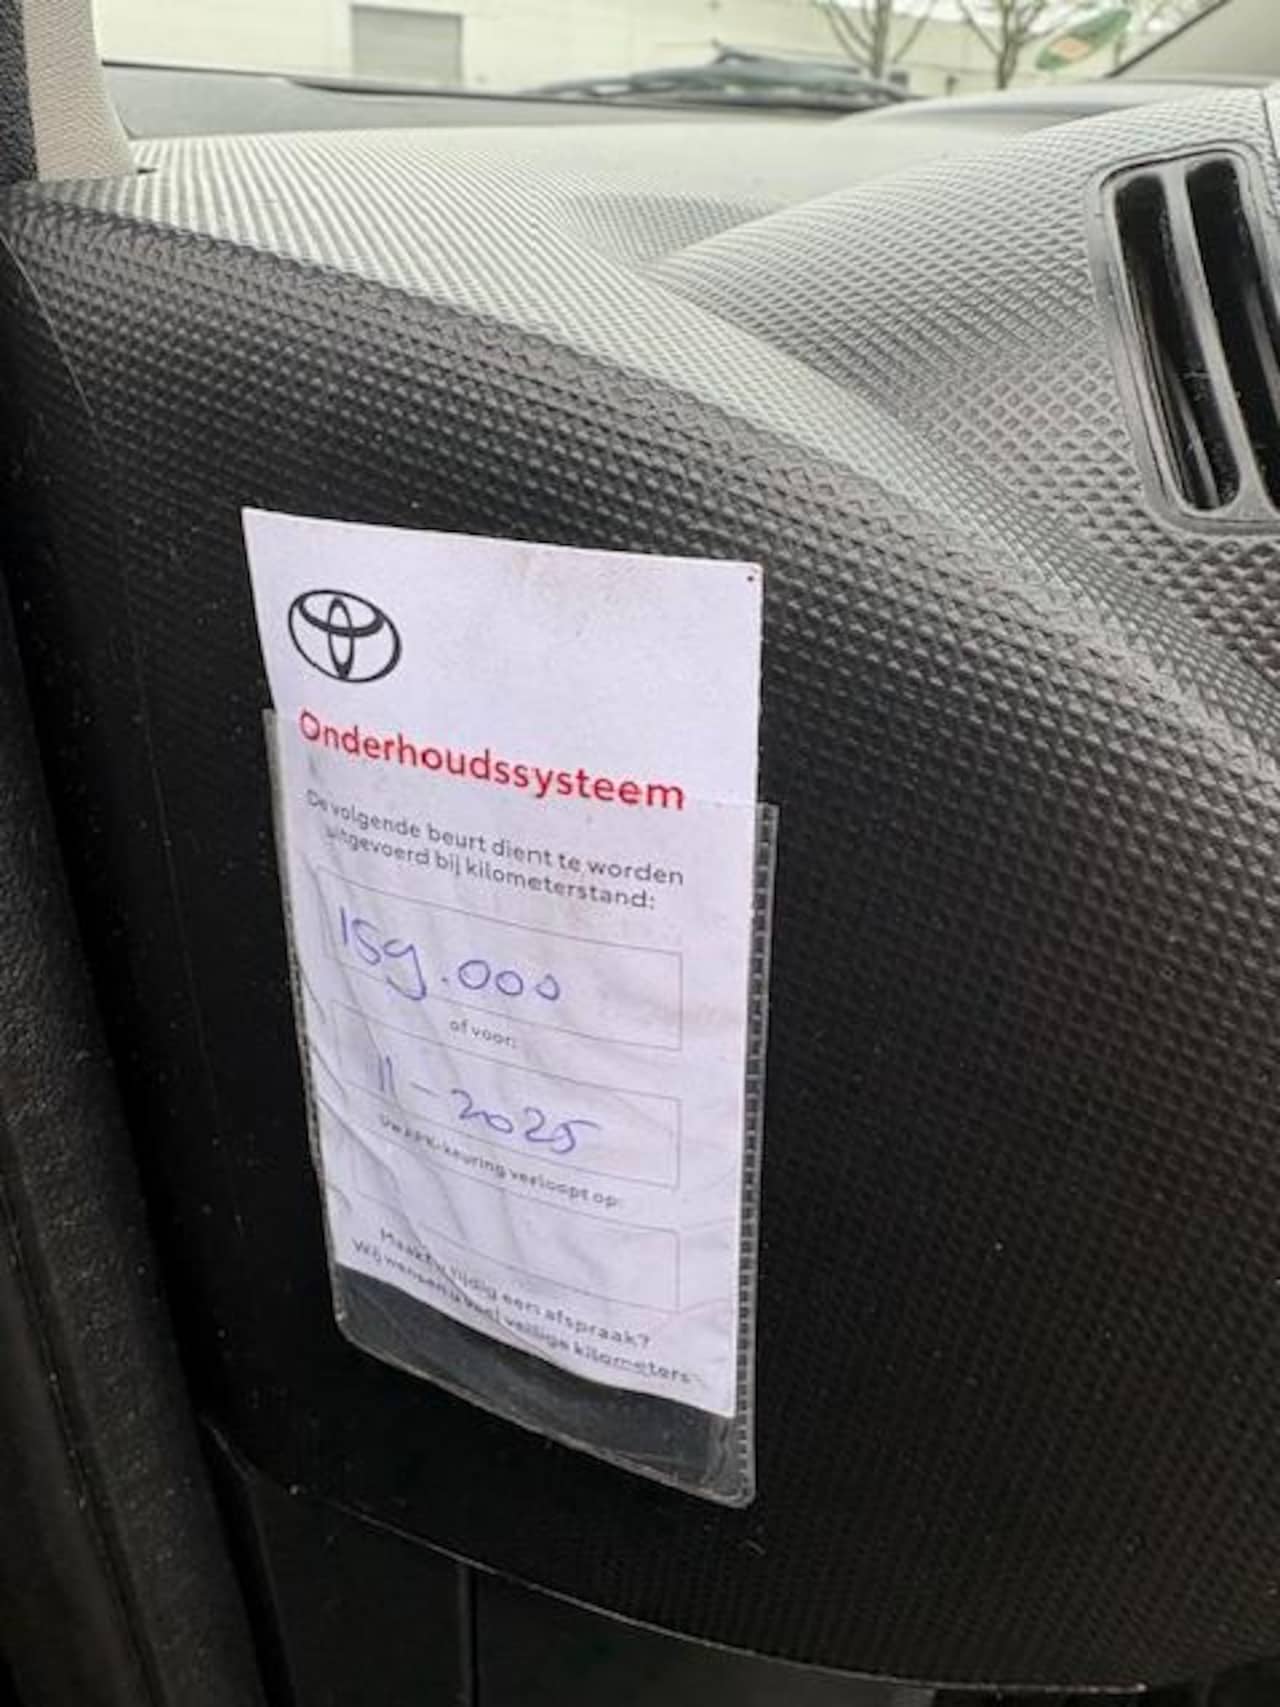 Onderhoudssysteem
De volgende beurt dient te worden
uitgevoerd bij kilometerstand:
159.000
of voor:
11-2025
Uw APK-keuring verloopt op:
Maakt u tijdig een afspraak?
Wij wensen u veel veilige kilometers